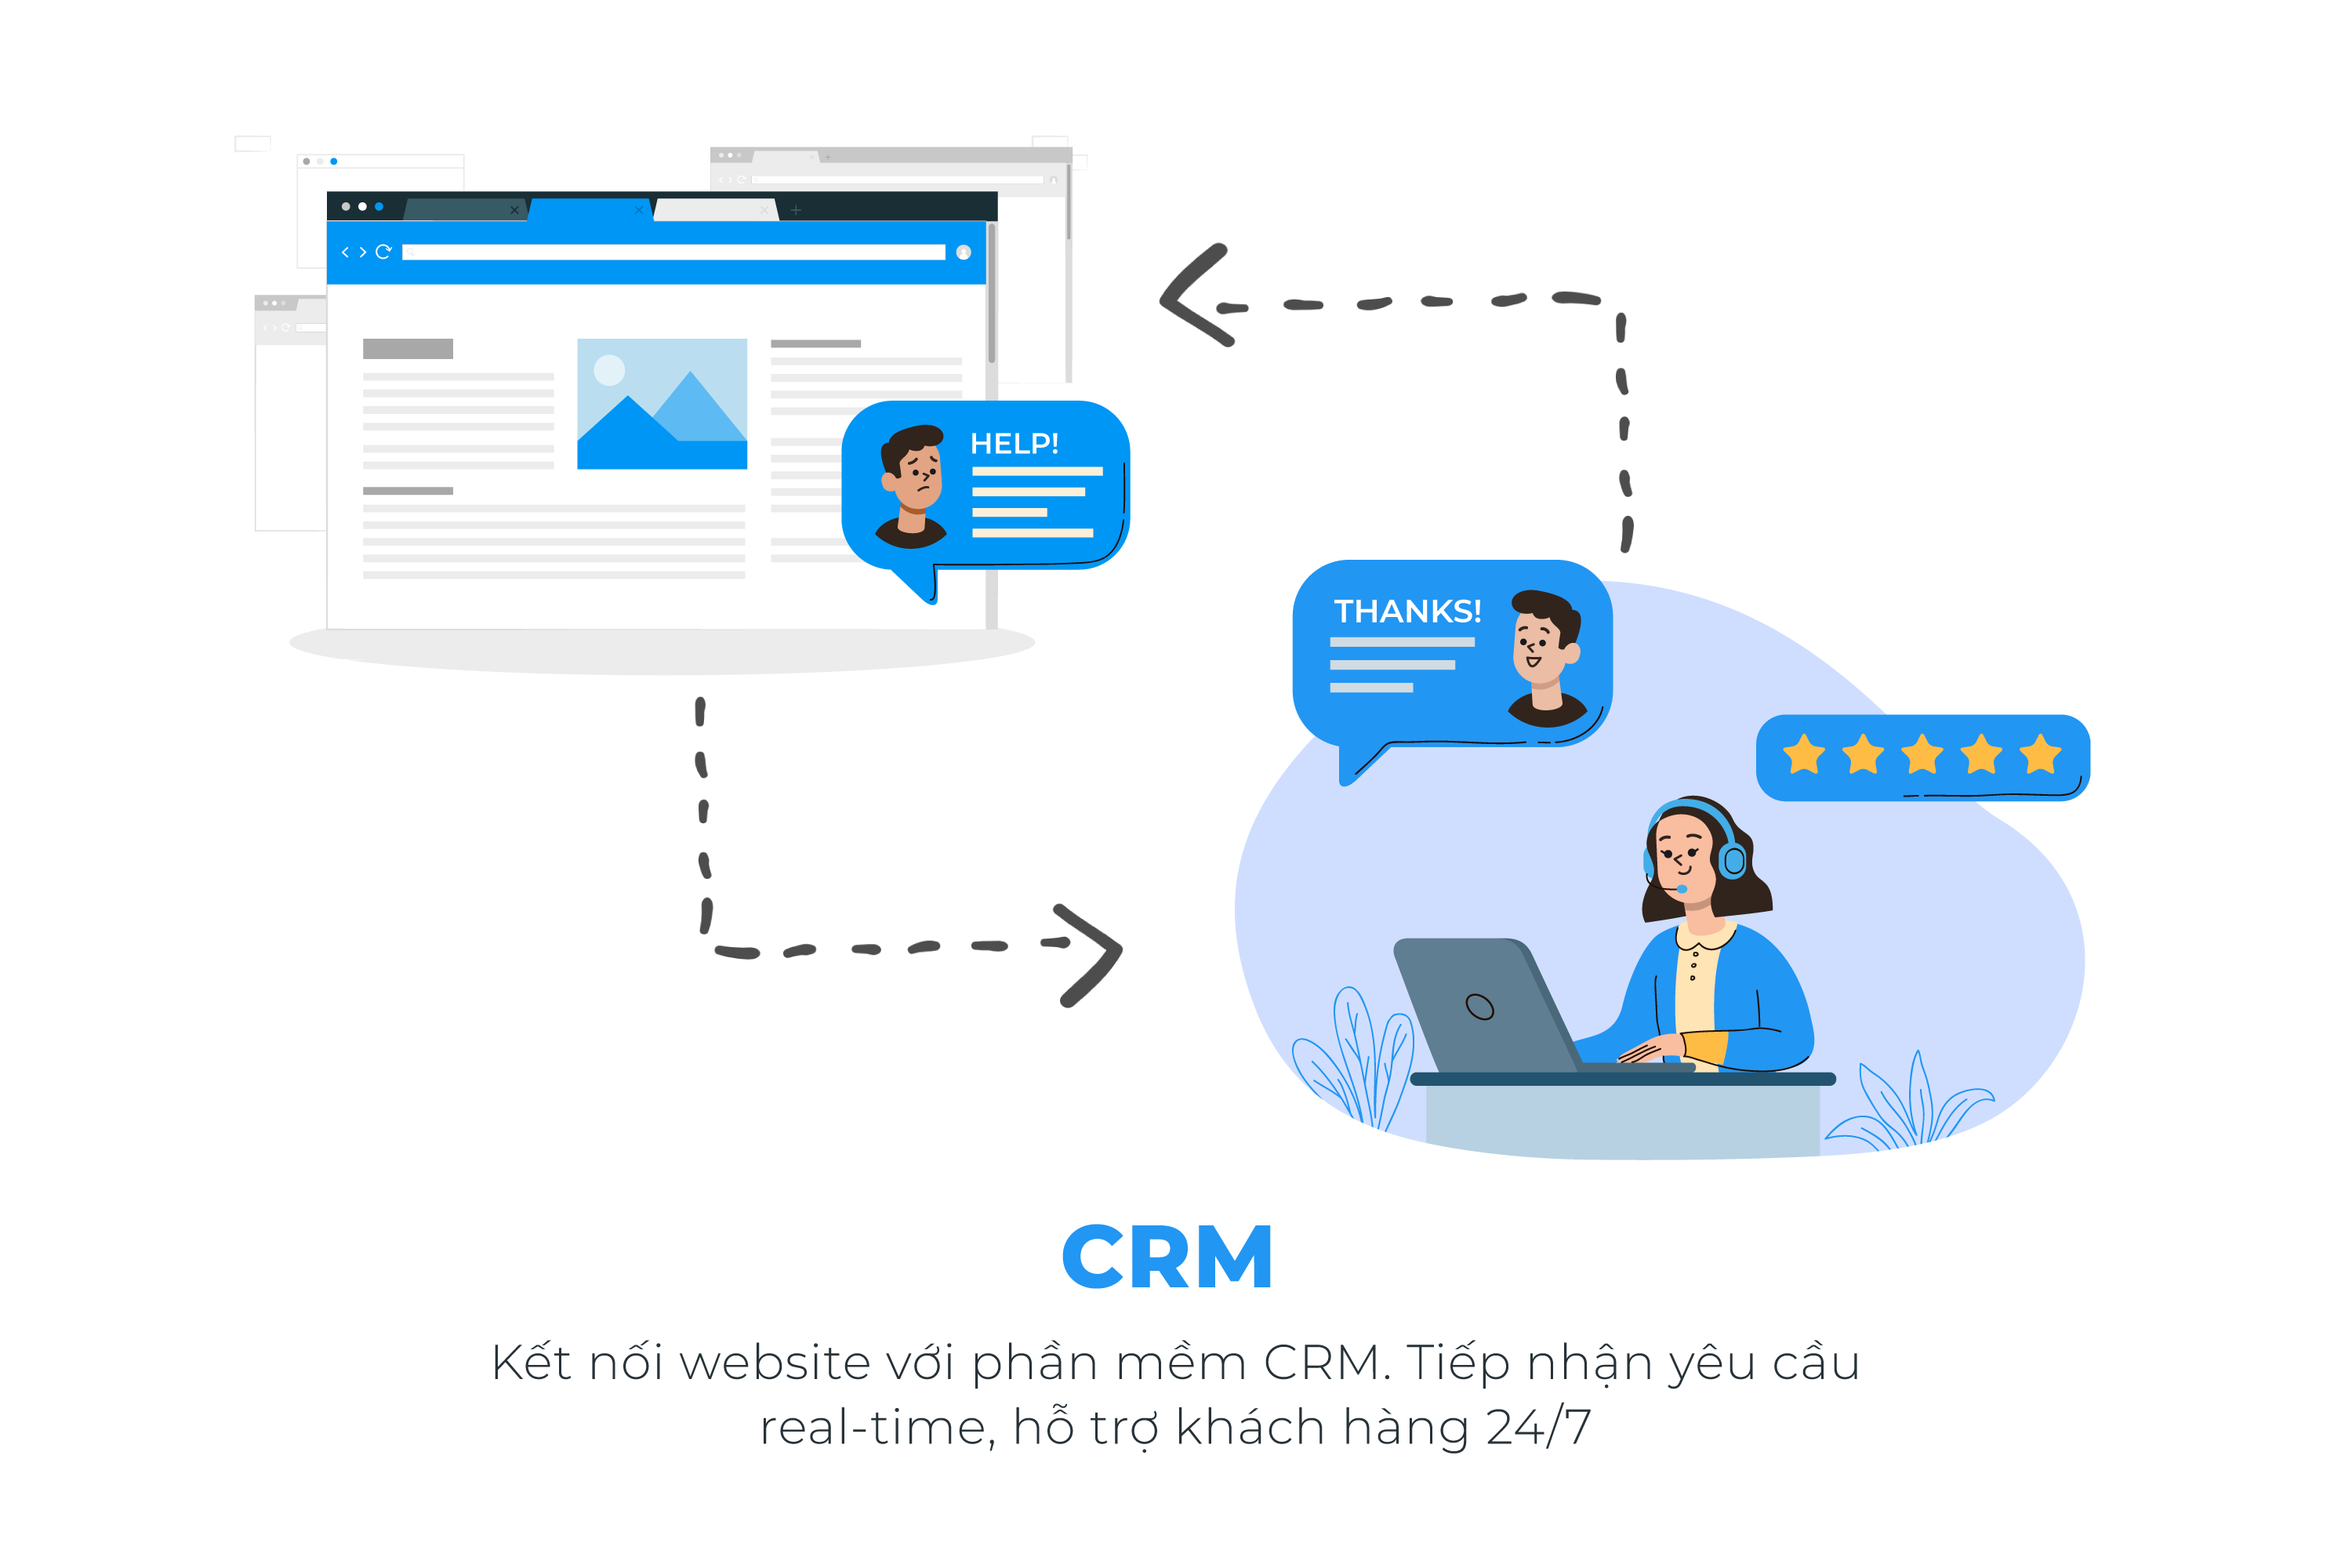 HELP!
THANKS!
CRM
Kết nối website với phần mềm CRM. Tiếp nhận yêu cầu
real-time, hỗ trợ khách hàng 24/7